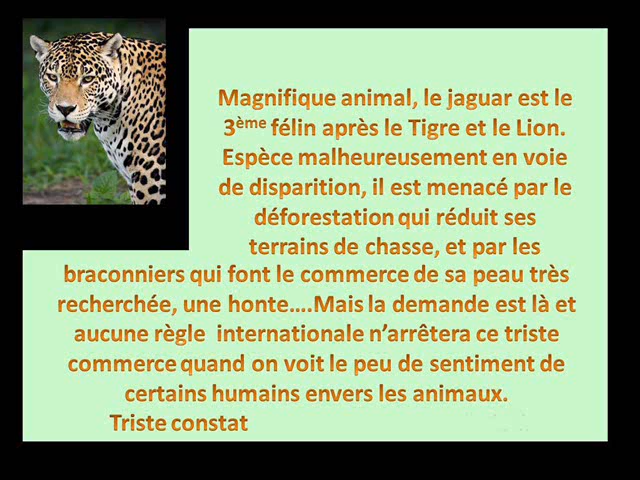 Magnifique animal, le jaguar est le
3ème félin après le Tigre et le Lion.
Espèce malheureusement en voie
de disparition, il est menacé par le
déforestation qui réduit ses
terrains de chasse, et par les
braconniers qui font le commerce de sa peau très
recherchée, une honte....Mais la demande est là et
aucune règle  internationale n’arrêtera ce triste
commerce quand on voit le peu de sentiment de
certains humains envers les animaux.
Triste constat